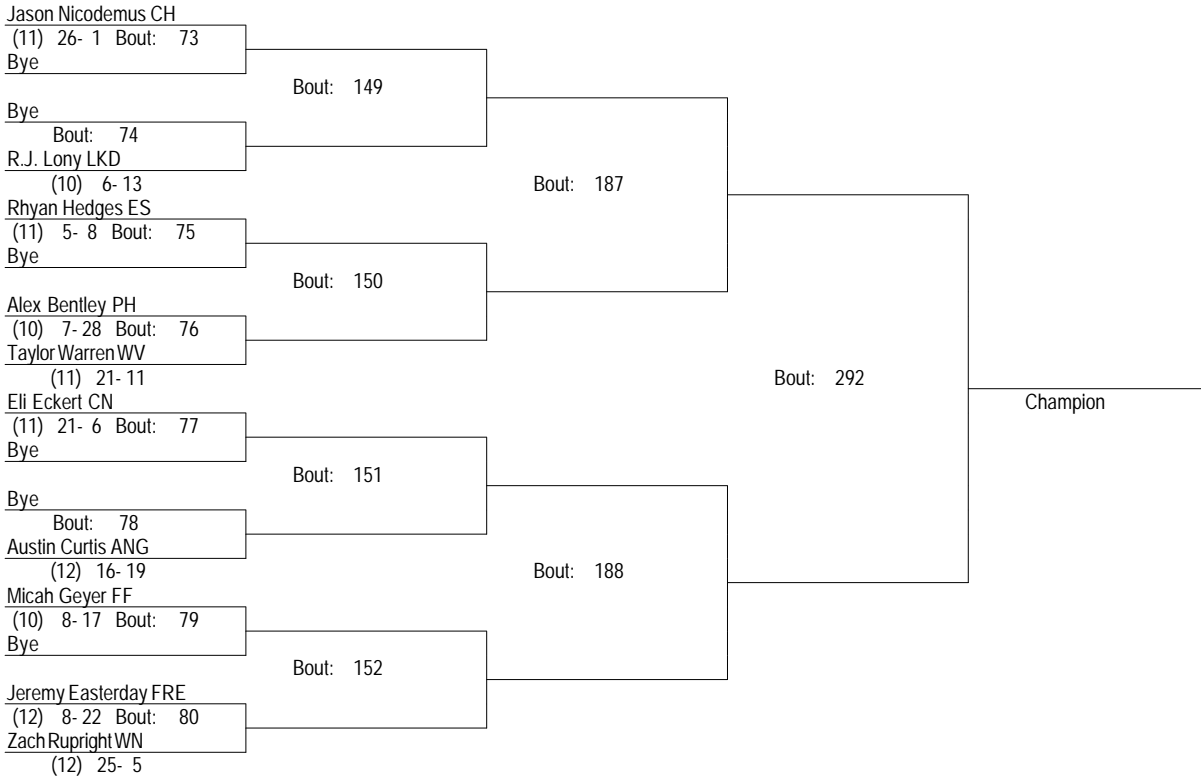 Jason Nicodemus CH
(11) 26- 1 Bout: 73
Bye
Bout: 149
Bye
Bout: 74
R.J. Lony LKD
(10) 6- 13
Bout: 187
Rhyan Hedges ES
(11) 5- 8 Bout: 75
Bye
Bout: 150
Alex Bentley PH
(10) 7- 28 Bout: 76
Taylor Warren WV
(11) 21- 11
Bout: 292
Eli Eckert CN
Champion
(11) 21- 6 Bout: 77
Bye
Bout: 151
Bye
Bout: 78
Austin Curtis ANG
(12) 16- 19
Bout: 188
Micah Geyer FF
(10) 8- 17 Bout: 79
Bye
Bout: 152
Jeremy Easterday FRE
(12) 8- 22 Bout: 80
Zach Rupright WN
(12) 25- 5